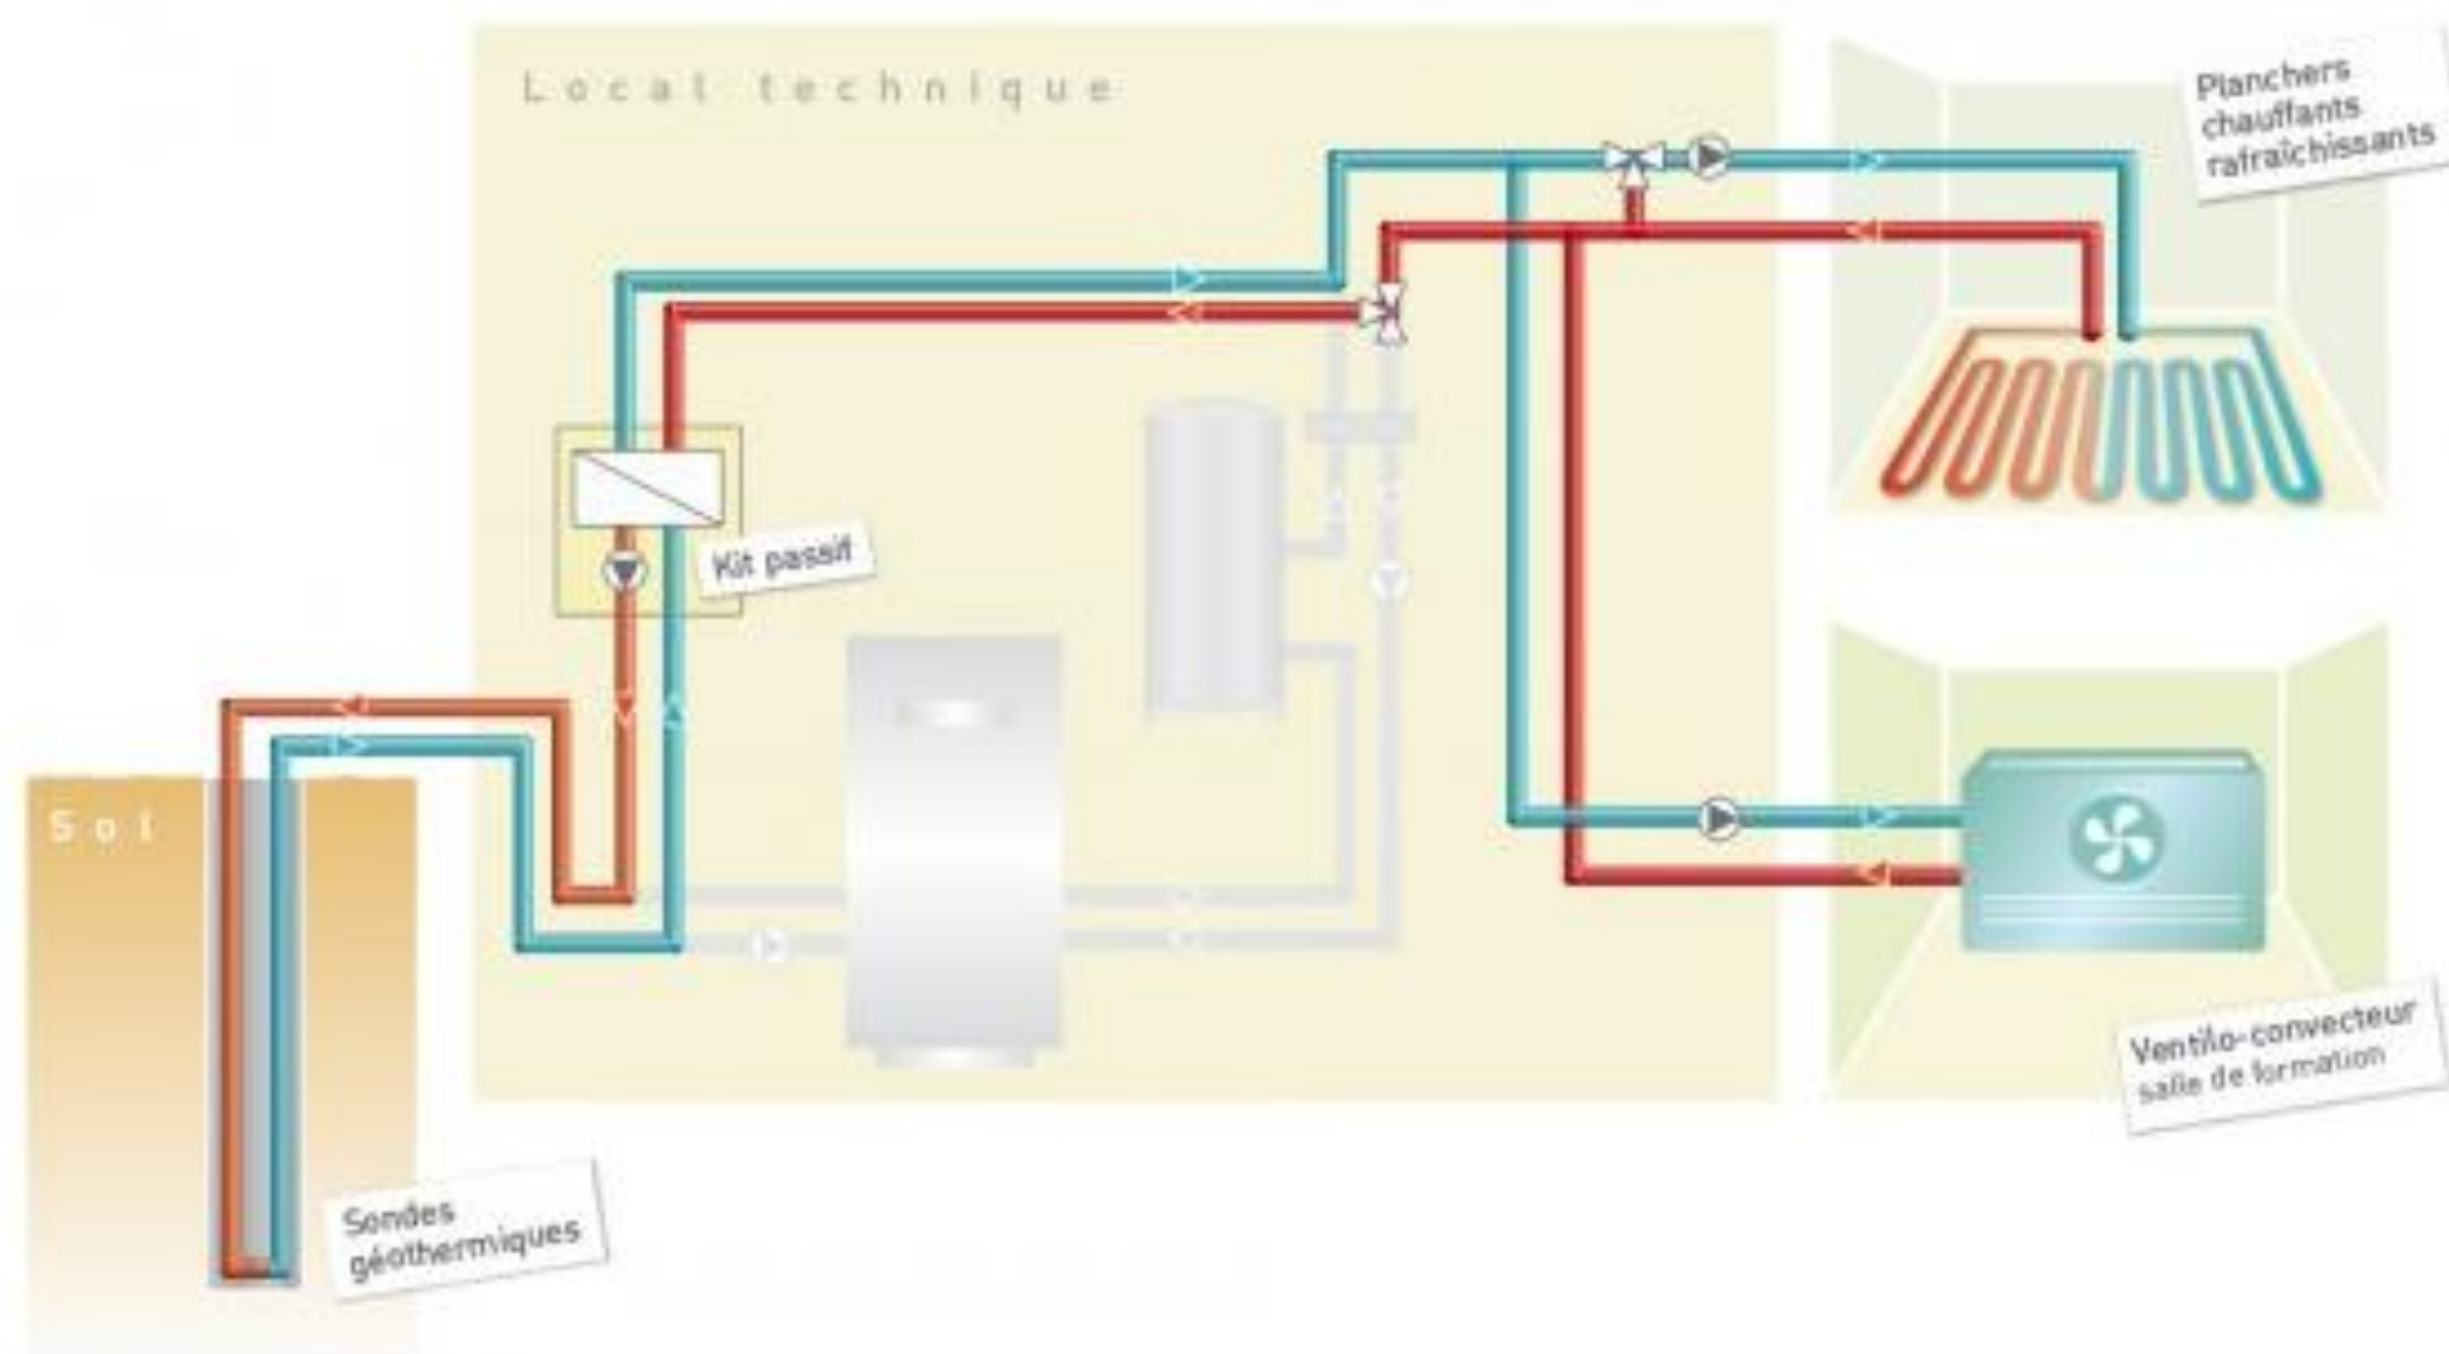 Local technique
Planchers
chauffants
rafraîchissants
Kit passif
Sol
Ventilo-convecteur
salle de formation
Sondes
géothermiques